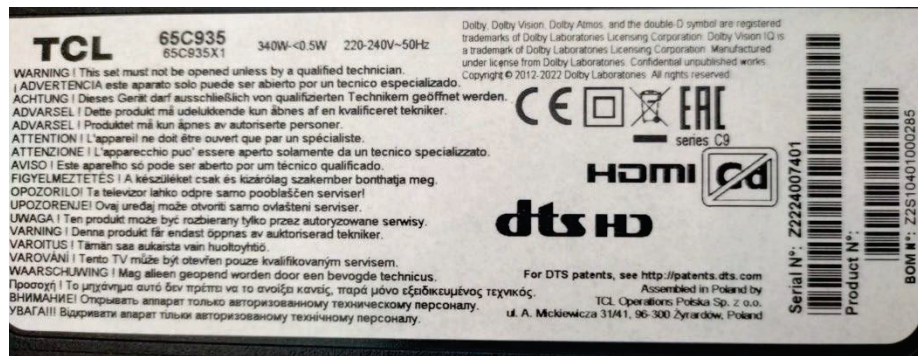 TCL
65C935
65C935X1
340W-<0.5W 220-240V~50Hz
WARNING ! This set must not be opened unless by a qualified technician.
¡ ADVERTENCIA este aparato solo puede ser abierto por un tecnico especializado.
ACHTUNG ! Dieses Gerät darf ausschließlich von qualifizierten Technikern geöffnet werden.
ADVARSEL ! Dette produkt må udelukkende kun åbnes af en kvalificeret tekniker.
ADVARSEL ! Produktet må kun åpnes av autoriserte personer.
ATTENTION ! L'appareil ne doit être ouvert que par un spécialiste.
ATTENZIONE ! L'apparecchio puo' essere aperto solamente da un tecnico specializzato.
AVISO ! Este aparelho só pode ser aberto por um técnico qualificado.
FIGYELMEZTETÉS ! A készüléket csak és kizárólag szakember bonthatja meg.
OPOZORILO! Ta televizor lahko odpre samo pooblaščen serviser!
UPOZORENJE! Ovaj uređaj može otvoriti samo ovlašteni serviser.
UWAGA ! Ten produkt może być rozbierany tylko przez autoryzowane serwisy.
VARNING ! Denna produkt får endast öppnas av auktoriserad tekniker.
VAROITUS ! Tämän saa aukaista vain huoltoyhtiö.
VAROVÁNÍ ! Tento TV může být otevřen pouze kvalifikovaným servisem.
WAARSCHUWING ! Mag alleen geopend worden door een bevogde technicus.
Προσοχή ! Το μηχάνημα αυτό δεν πρέπει να το ανοίξει κανείς, παρά μόνο εξειδικευμένος τεχνικός.
ВНИМАНИЕ! Открывать аппарат только авторизованному техническому персоналу.
УВАГА!!! Відкривати апарат тільки авторизованому технічному персоналу.
Dolby, Dolby Vision, Dolby Atmos, and the double-D symbol are registered
trademarks of Dolby Laboratories Licensing Corporation. Dolby Vision IQ is
a trademark of Dolby Laboratories Licensing Corporation. Manufactured
under license from Dolby Laboratories. Confidential unpublished works.
Copyright © 2012-2022 Dolby Laboratories. All rights reserved.
CE
EAC
series C9
HDMI
Cd
dts HD
For DTS patents, see http://patents.dts.com
Assembled in Poland by
TCL Operations Polska Sp. z o.o.
ul. A. Mickiewicza 31/41, 96-300 Żyrardów, Poland
Serial N°: Z22224007401
Product N°:
BOM N°: Z2S10401000285